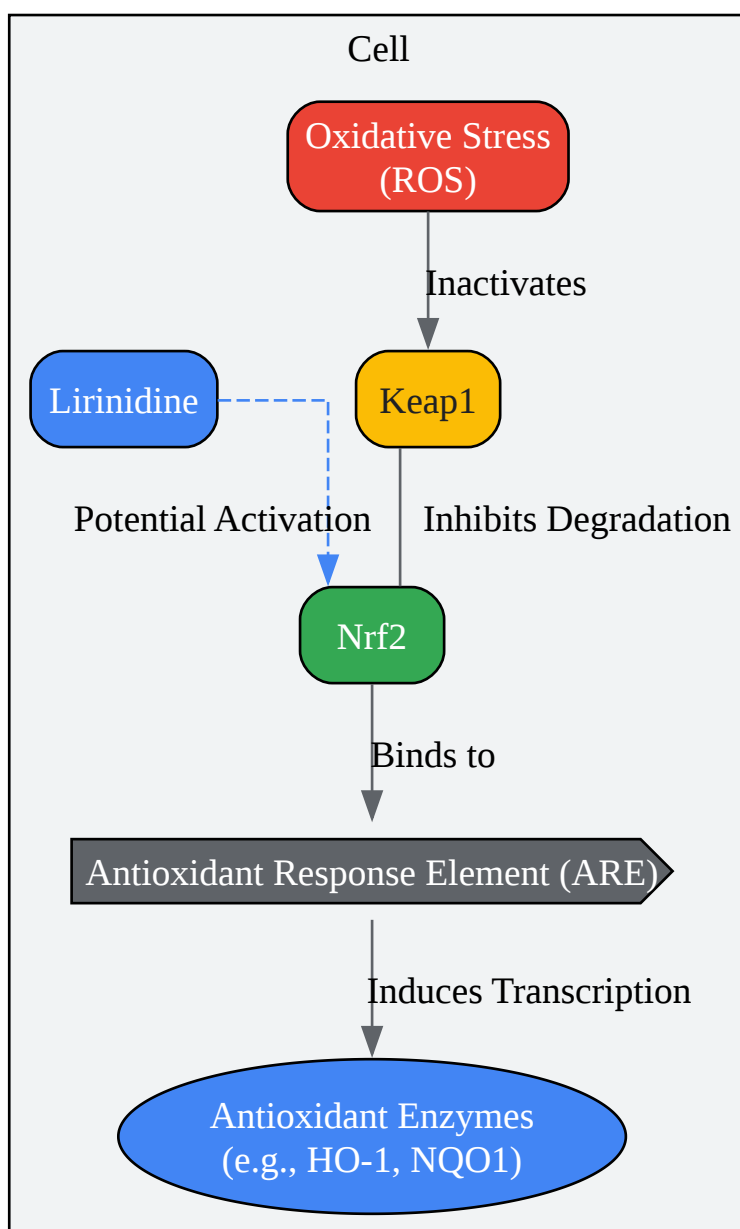 Cell
Oxidative Stress
(ROS)
Inactivates
Lirinidine
Keap1
Potential Activation
Inhibits Degradation
Nrf2
Binds to
Antioxidant Response Element (ARE)
Induces Transcription
Antioxidant Enzymes
(e.g., HO-1, NQO1)